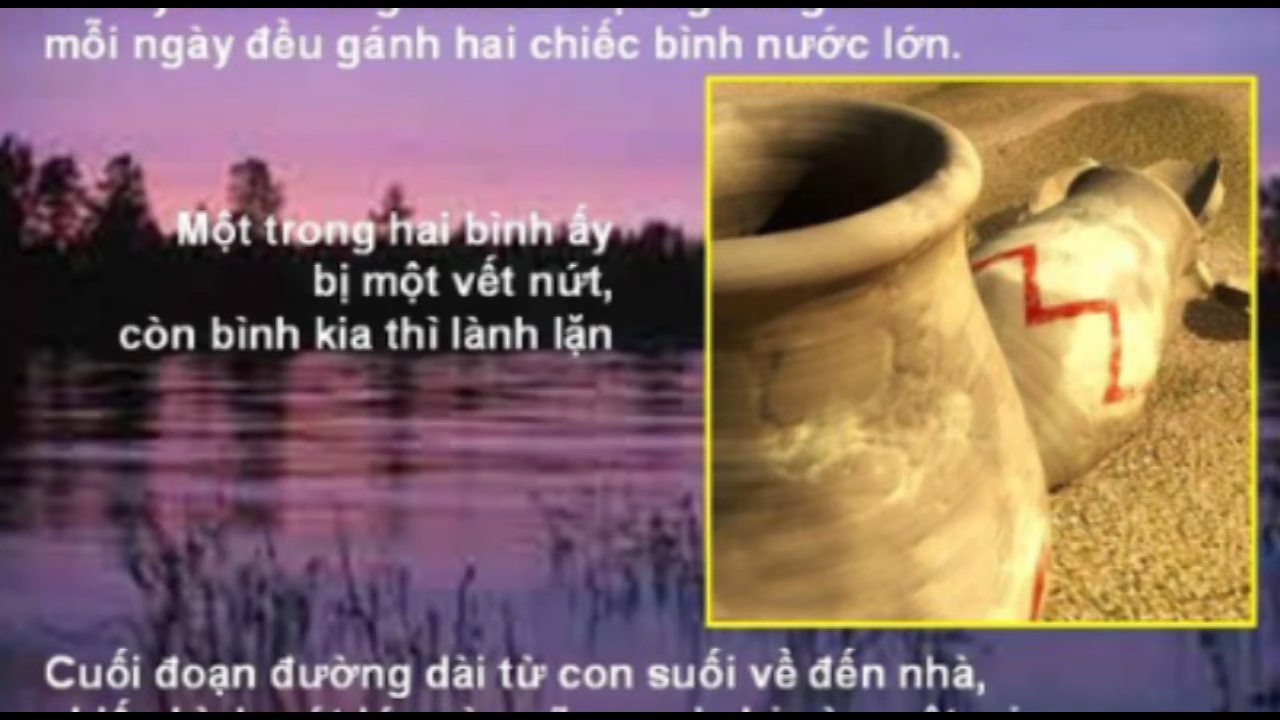 mỗi ngày đều gánh hai chiếc bình nước lớn.
Một trong hai bình ấy
bị một vết nứt,
còn bình kia thì lành lặn
Cuối đoạn đường dài từ con suối về đến nhà,